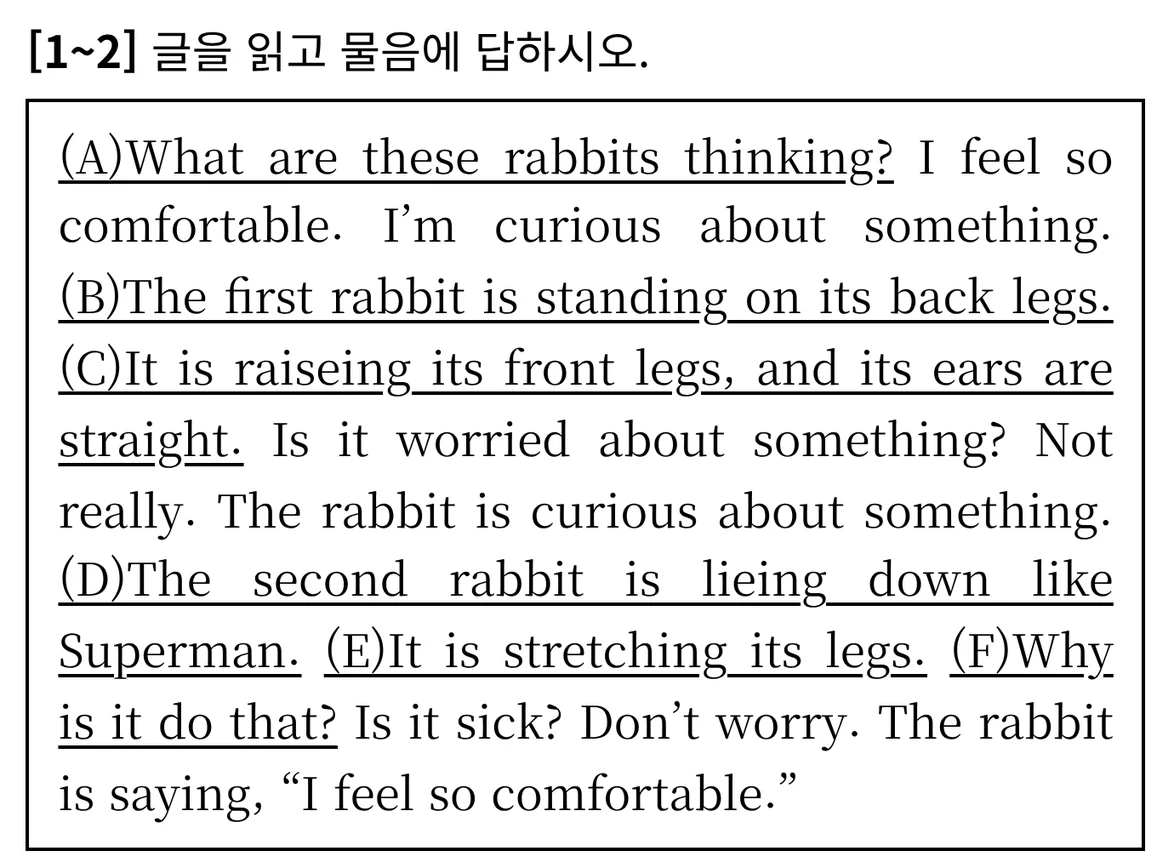 [1~2] 글을 읽고 물음에 답하시오.
(A)What are these rabbits thinking? I feel so
comfortable. I’m curious about something.
(B)The first rabbit is standing on its back legs.
(C)It is raiseing its front legs, and its ears are
straight. Is it worried about something? Not
really. The rabbit is curious about something.
(D)The second rabbit is lieing down like
Superman. (E)It is stretching its legs. (F)Why
is it do that? Is it sick? Don’t worry. The rabbit
is saying, “I feel so comfortable.”